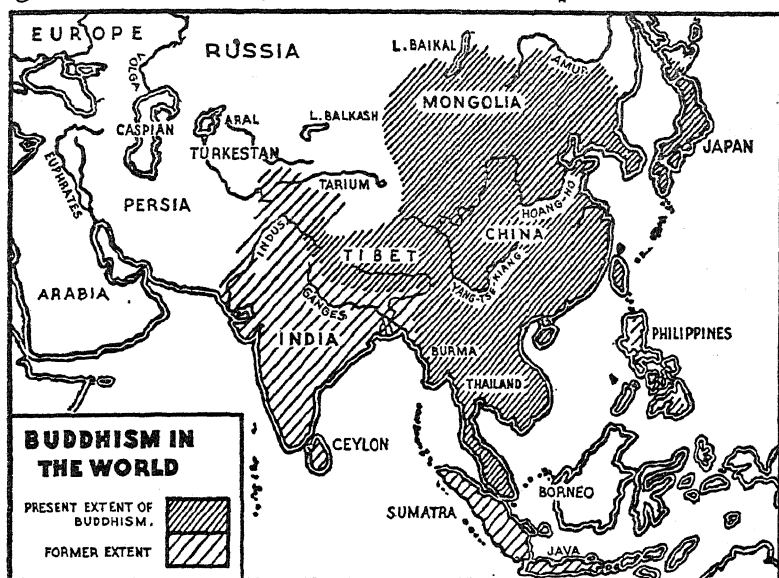 EUROPE
RUSSIA
L. BAIKAL
AMUR
VOLGA
MONGOLIA
CASPIAN
ARAL
L. BALKASH
TURKESTAN
JAPAN
EUPHRATES
TARIUM
PERSIA
HOANG-HO
INDUS
CHINA
TIBET
YANG-TSE-KIANG
ARABIA
GANGES
INDIA
PHILIPPINES
BURMA
THAILAND
BUDDHISM IN
THE WORLD
CEYLON
PRESENT EXTENT OF
BUDDHISM.
BORNEO
SUMATRA
FORMER EXTENT
JAVA